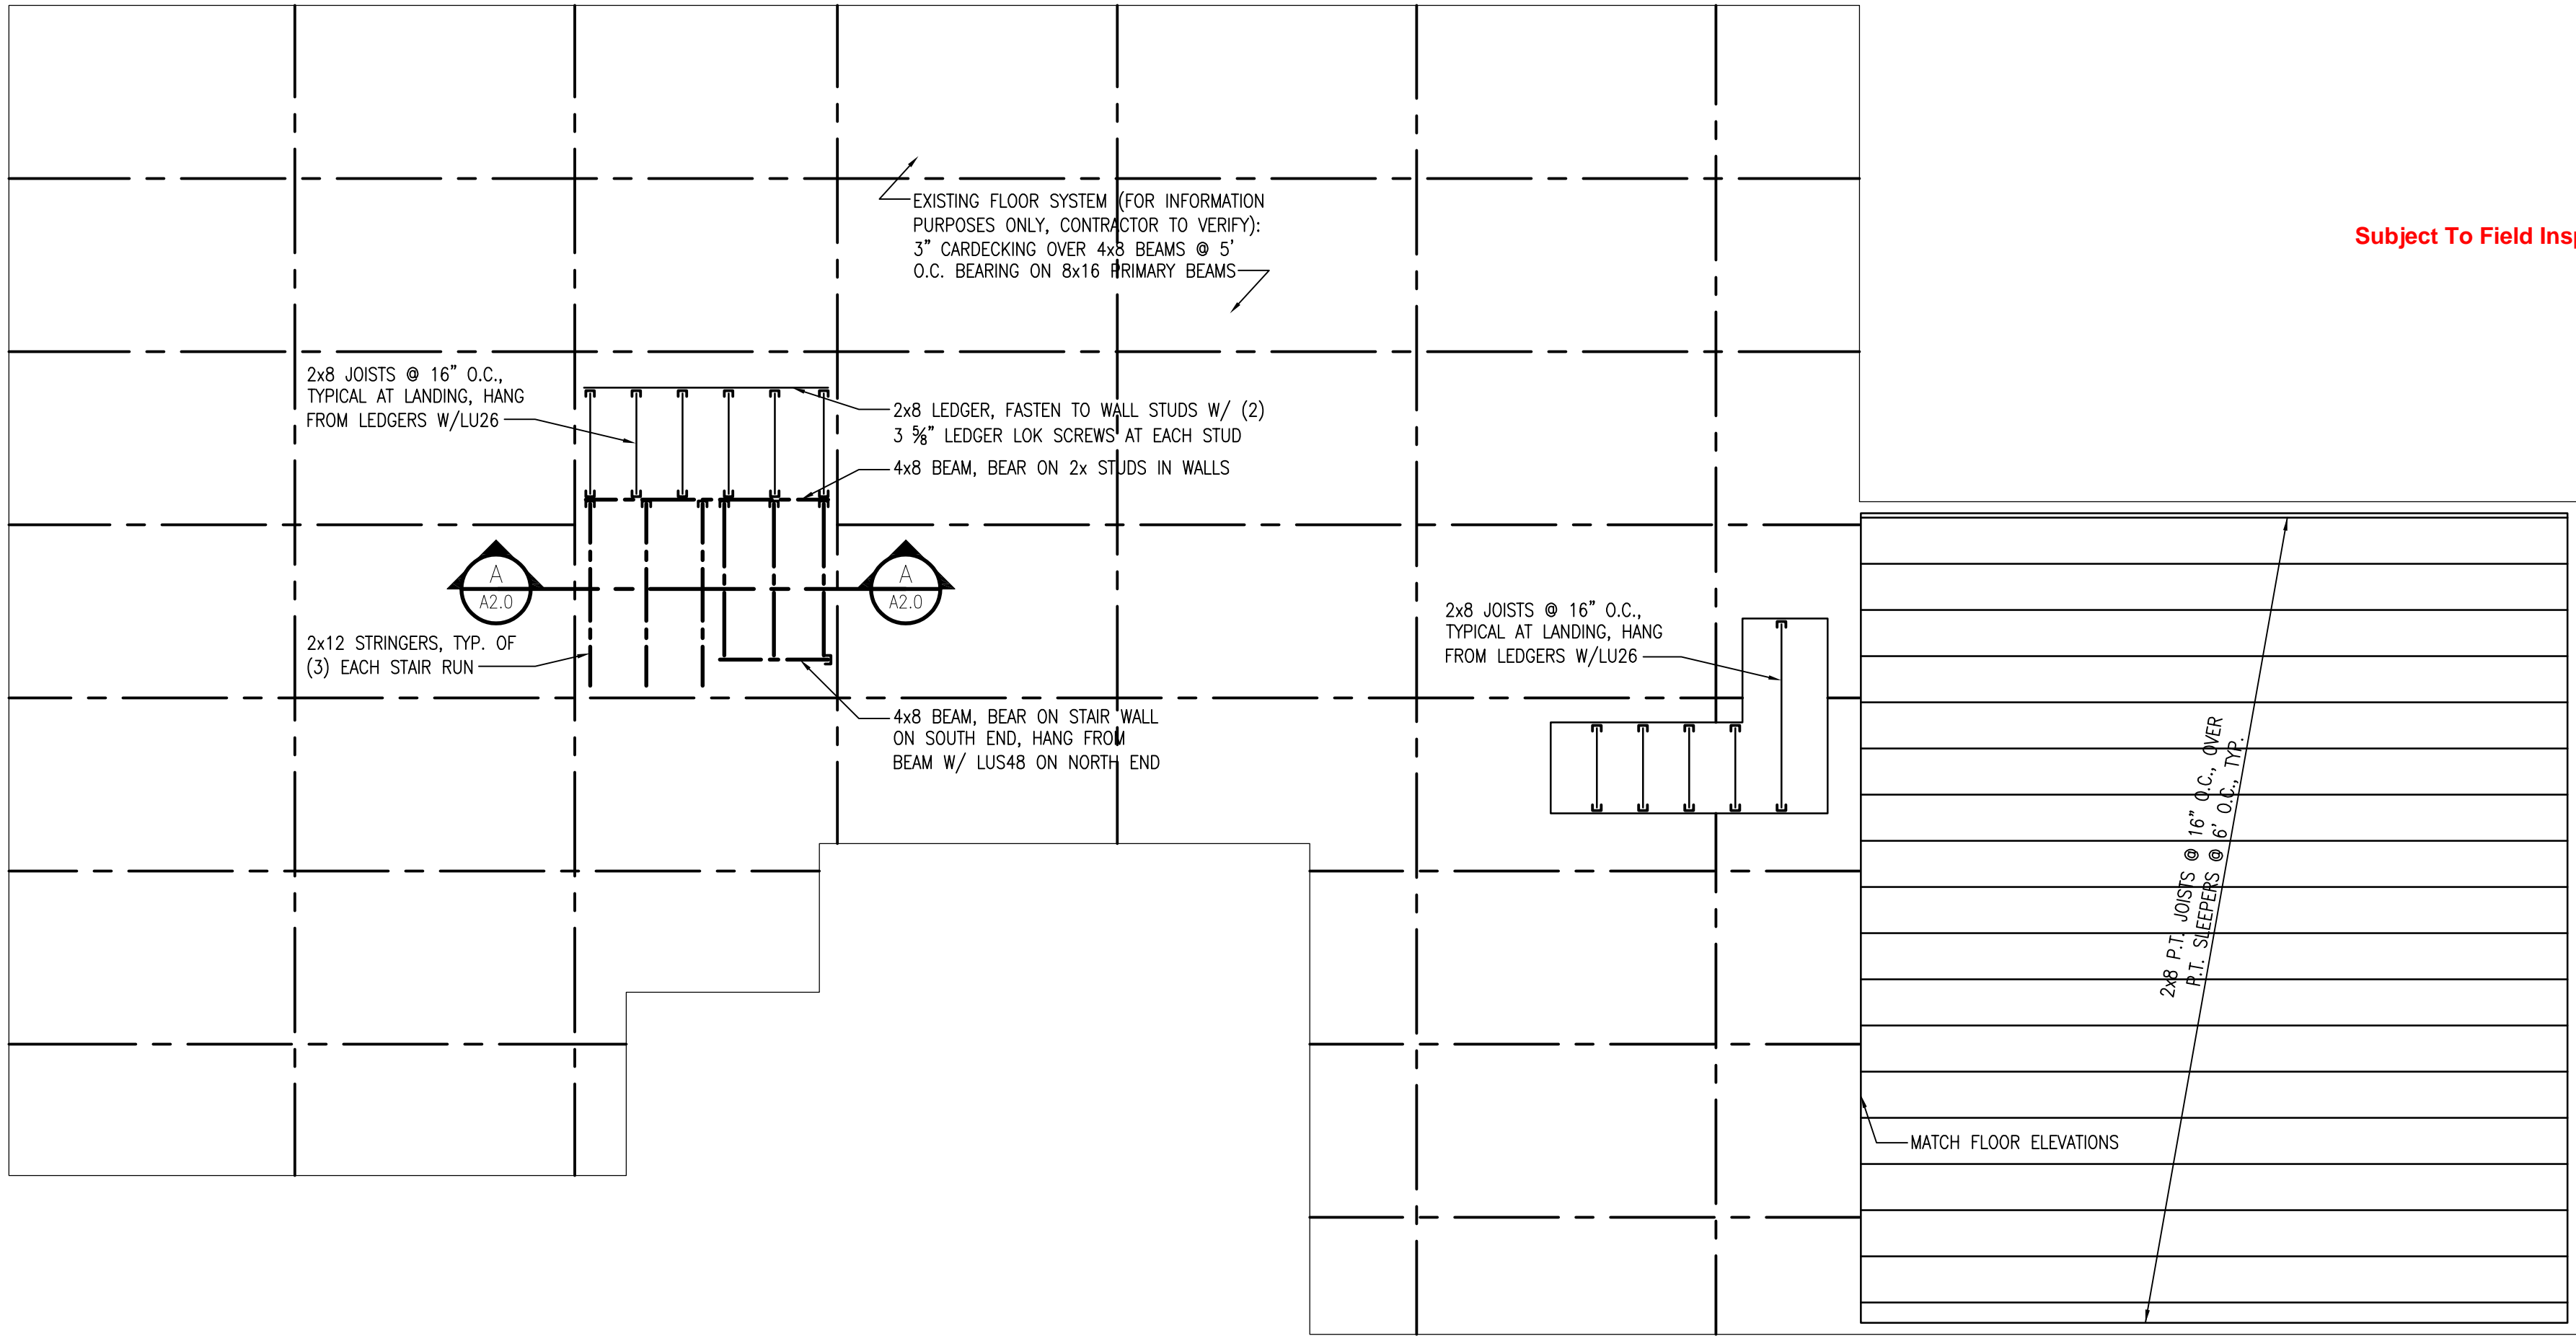 EXISTING FLOOR SYSTEM (FOR INFORMATION
PURPOSES ONLY, CONTRACTOR TO VERIFY):
3" CARDECKING OVER 4x8 BEAMS @ 5'
O.C. BEARING ON 8x16 PRIMARY BEAMS
Subject To Field Insp
2x8 JOISTS @ 16" O.C.,
TYPICAL AT LANDING, HANG
FROM LEDGERS W/LU26
2x8 LEDGER, FASTEN TO WALL STUDS W/ (2)
3 5/8" LEDGER LOK SCREWS AT EACH STUD
4x8 BEAM, BEAR ON 2x STUDS IN WALLS
A
A2.0
A
A2.0
2x12 STRINGERS, TYP. OF
(3) EACH STAIR RUN
4x8 BEAM, BEAR ON STAIR WALL
ON SOUTH END, HANG FROM
BEAM W/ LUS48 ON NORTH END
2x8 JOISTS @ 16" O.C.,
TYPICAL AT LANDING, HANG
FROM LEDGERS W/LU26
2x8 P.T. JOISTS @ 16" O.C., OVER
P.T. SLEEPERS @ 6' O.C., TYP.
MATCH FLOOR ELEVATIONS